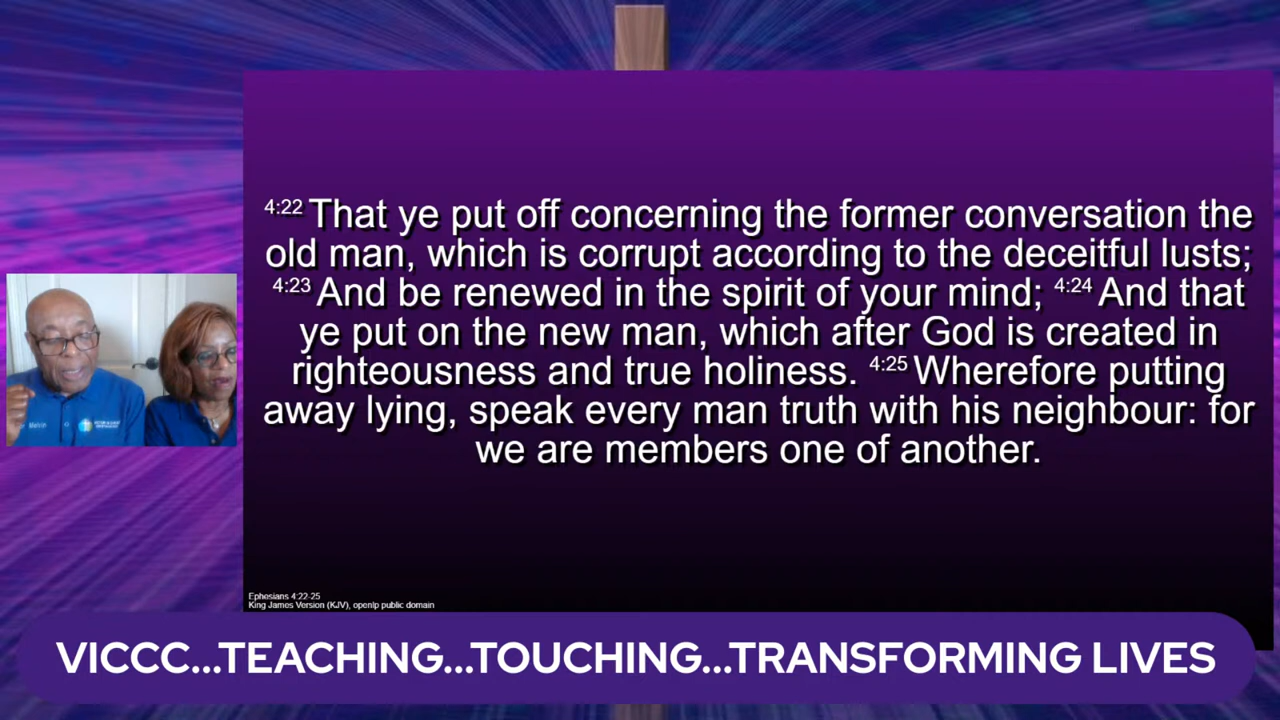 4:22 That ye put off concerning the former conversation the
old man, which is corrupt according to the deceitful lusts;
4:23 And be renewed in the spirit of your mind; 4:24 And that
ye put on the new man, which after God is created in
righteousness and true holiness. 4:25 Wherefore putting
away lying, speak every man truth with his neighbour: for
we are members one of another.
Melvin
Ephesians 4:22-25
King James Version (KJV), openlp public domain
VICCC...TEACHING...TOUCHING...TRANSFORMING LIVES